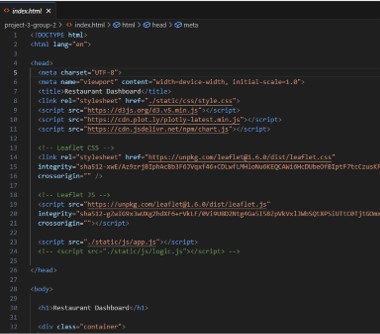 index.html ×
project-3-group-2 > index.html > html > head > meta
1 <!DOCTYPE html>
2 <html lang="en">
3
4 <head>
5 <meta charset="UTF-8">
6 <meta name="viewport" content="width=device-width, initial-scale=1.0">
7 <title>Restaurant Dashboard</title>
8 <link rel="stylesheet" href="./static/css/style.css">
9 <script src="https://d3js.org/d3.v5.min.js"></script>
10 <script src="https://cdn.plot.ly/plotly-latest.min.js"></script>
11 <script src="https://cdn.jsdelivr.net/npm/chart.js"></script>
12
13 <!-- Leaflet CSS -->
14 <link rel="stylesheet" href="https://unpkg.com/leaflet@1.6.0/dist/leaflet.css"
15 integrity="sha512-
16 crossorigin="" />
17
18 <!-- Leaflet JS -->
19 <script src="https://unpkg.com/leaflet@1.6.0/dist/leaflet.js"
20 integrity="sha512-
21 crossorigin=""></script>
22
23 <script src="./static/js/app.js"></script>
24 <!-- <script src="./static/js/logic.js"></script> -->
25
26 </head>
27
28 <body>
29
30 <h1>Restaurant Dashboard</h1>
31
32 <div class="container">